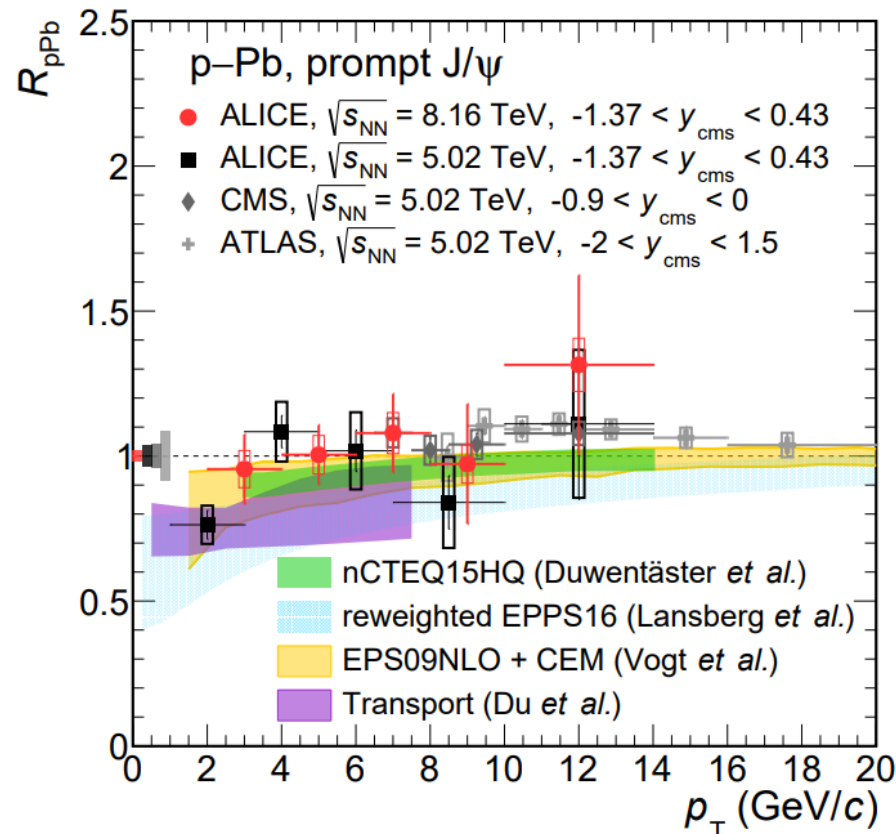 R_pPb
2.5
2
1.5
1
0.5
0
p–Pb, prompt J/ψ
ALICE, √s_NN = 8.16 TeV, -1.37 < y_cms < 0.43
ALICE, √s_NN = 5.02 TeV, -1.37 < y_cms < 0.43
CMS, √s_NN = 5.02 TeV, -0.9 < y_cms < 0
ATLAS, √s_NN = 5.02 TeV, -2 < y_cms < 1.5
nCTEQ15HQ (Duwentäster et al.)
reweighted EPPS16 (Lansberg et al.)
EPS09NLO + CEM (Vogt et al.)
Transport (Du et al.)
0 2 4 6 8 10 12 14 16 18 20
p_T (GeV/c)